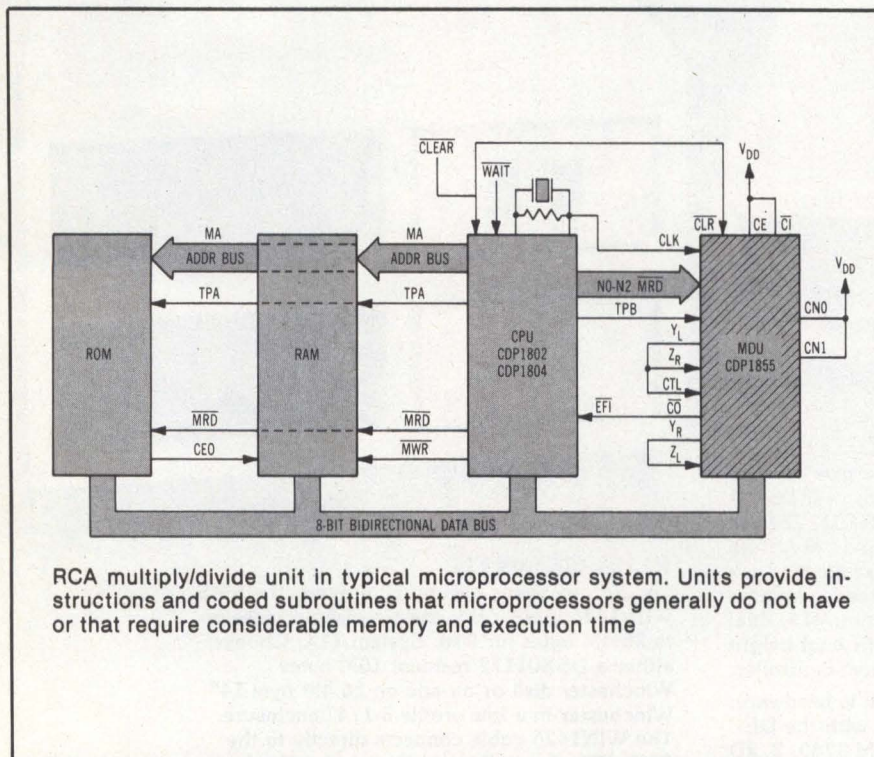 CLEAR
WAIT
V_DD
CLR CE CI
V_DD
MA
ADDR BUS
MA
ADDR BUS
CLK
N0-N2 MRD
TPA
TPA
TPB
CN0
CN1
ROM
RAM
CPU
CDP1802
CDP1804
MDU
CDP1855
Y_L
Z_R
CTL
EFI
CO
MRD
MRD
Y_R
CEO
MWR
Z_L
8-BIT BIDIRECTIONAL DATA BUS
RCA multiply/divide unit in typical microprocessor system. Units provide in-
structions and coded subroutines that microprocessors generally do not have
or that require considerable memory and execution time